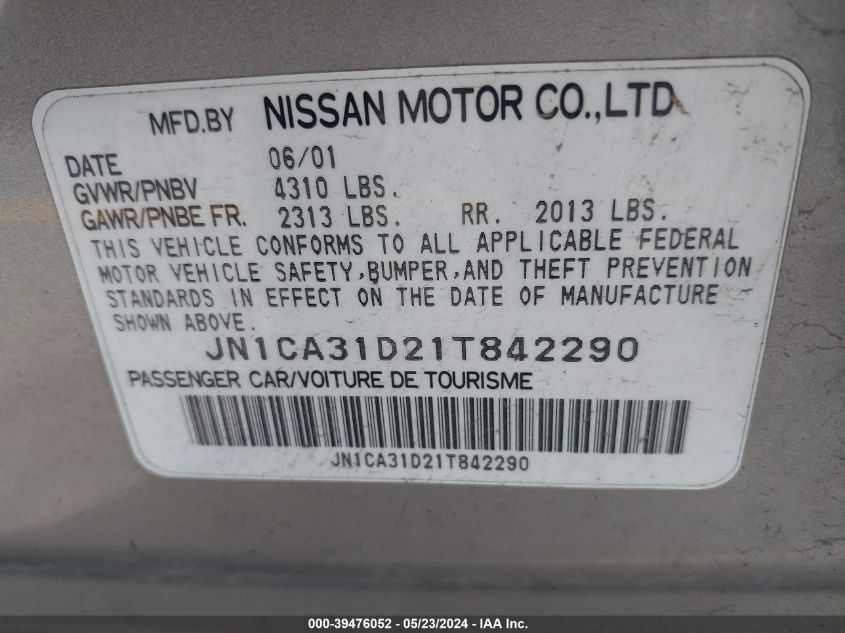 MFD.BY NISSAN MOTOR CO.,LTD
DATE 06/01
GVWR/PNBV 4310 LBS.
GAWR/PNBE FR. 2313 LBS. RR. 2013 LBS.
THIS VEHICLE CONFORMS TO ALL APPLICABLE FEDERAL
MOTOR VEHICLE SAFETY,BUMPER,AND THEFT PREVENTION
STANDARDS IN EFFECT ON THE DATE OF MANUFACTURE
SHOWN ABOVE.
JN1CA31D21T842290
PASSENGER CAR/VOITURE DE TOURISME
JN1CA31D21T842290
000-39476052 - 05/23/2024 - IAA Inc.